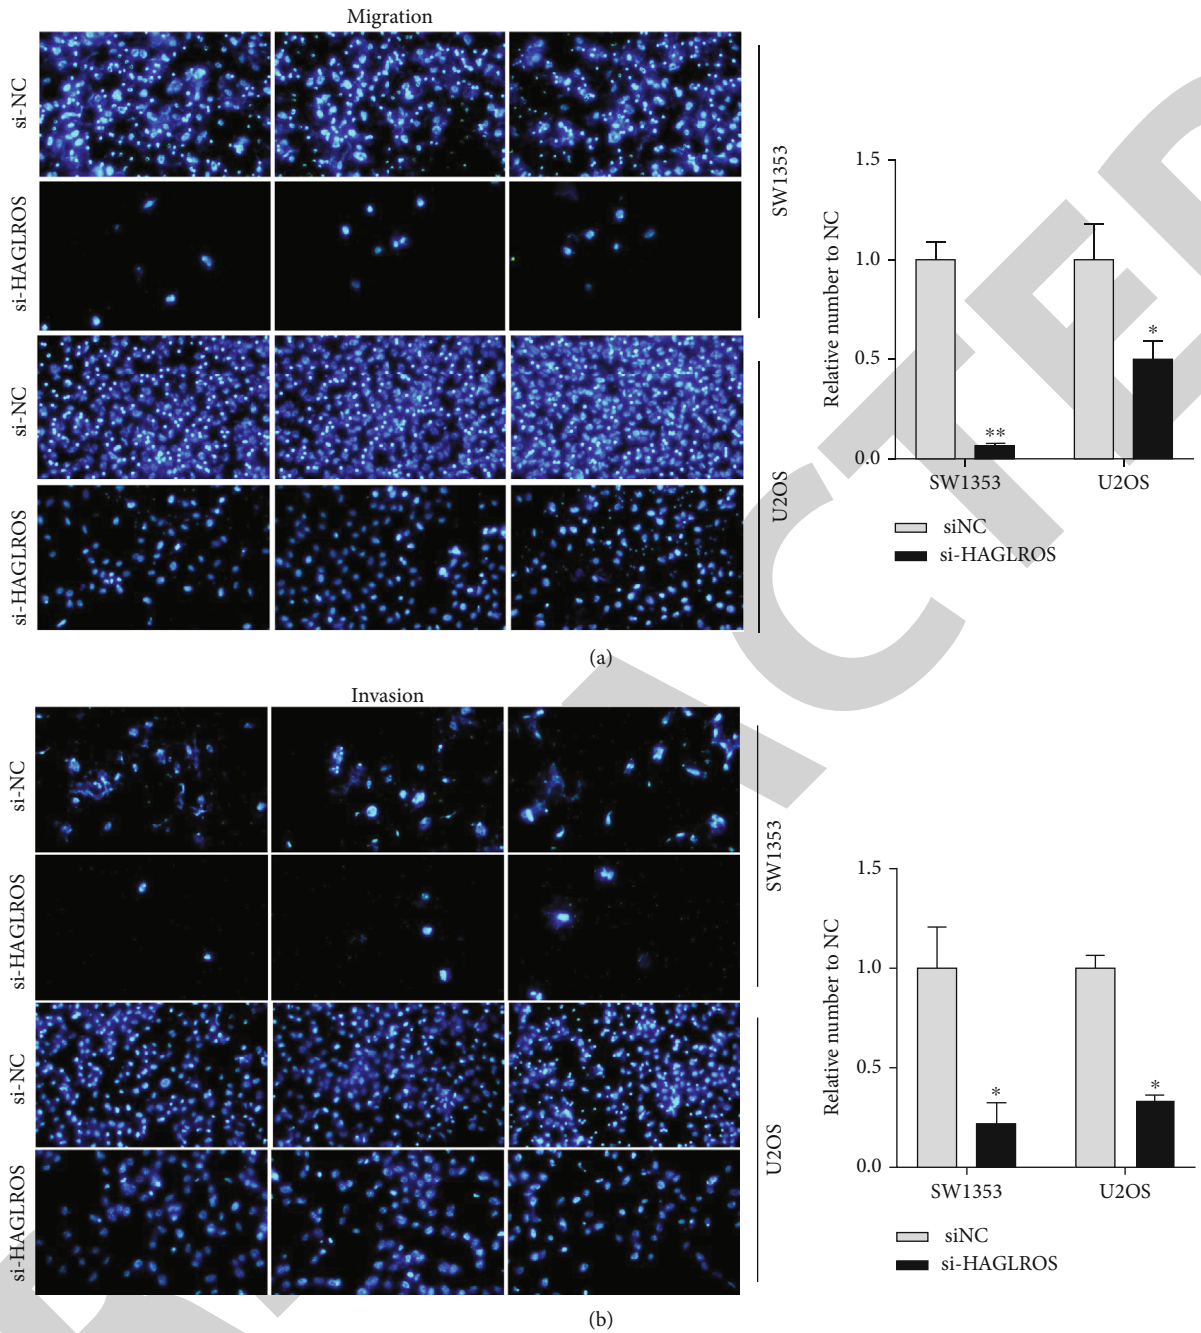 Migration
si-NC
si-HAGLROS
SW1353
si-NC
si-HAGLROS
U2OS
1.5
1.0
0.5
0.0
Relative number to NC
**
*
SW1353
U2OS
siNC
si-HAGLROS
(a)
Invasion
si-NC
si-HAGLROS
SW1353
si-NC
si-HAGLROS
U2OS
1.5
1.0
0.5
0.0
Relative number to NC
*
*
SW1353
U2OS
siNC
si-HAGLROS
(b)